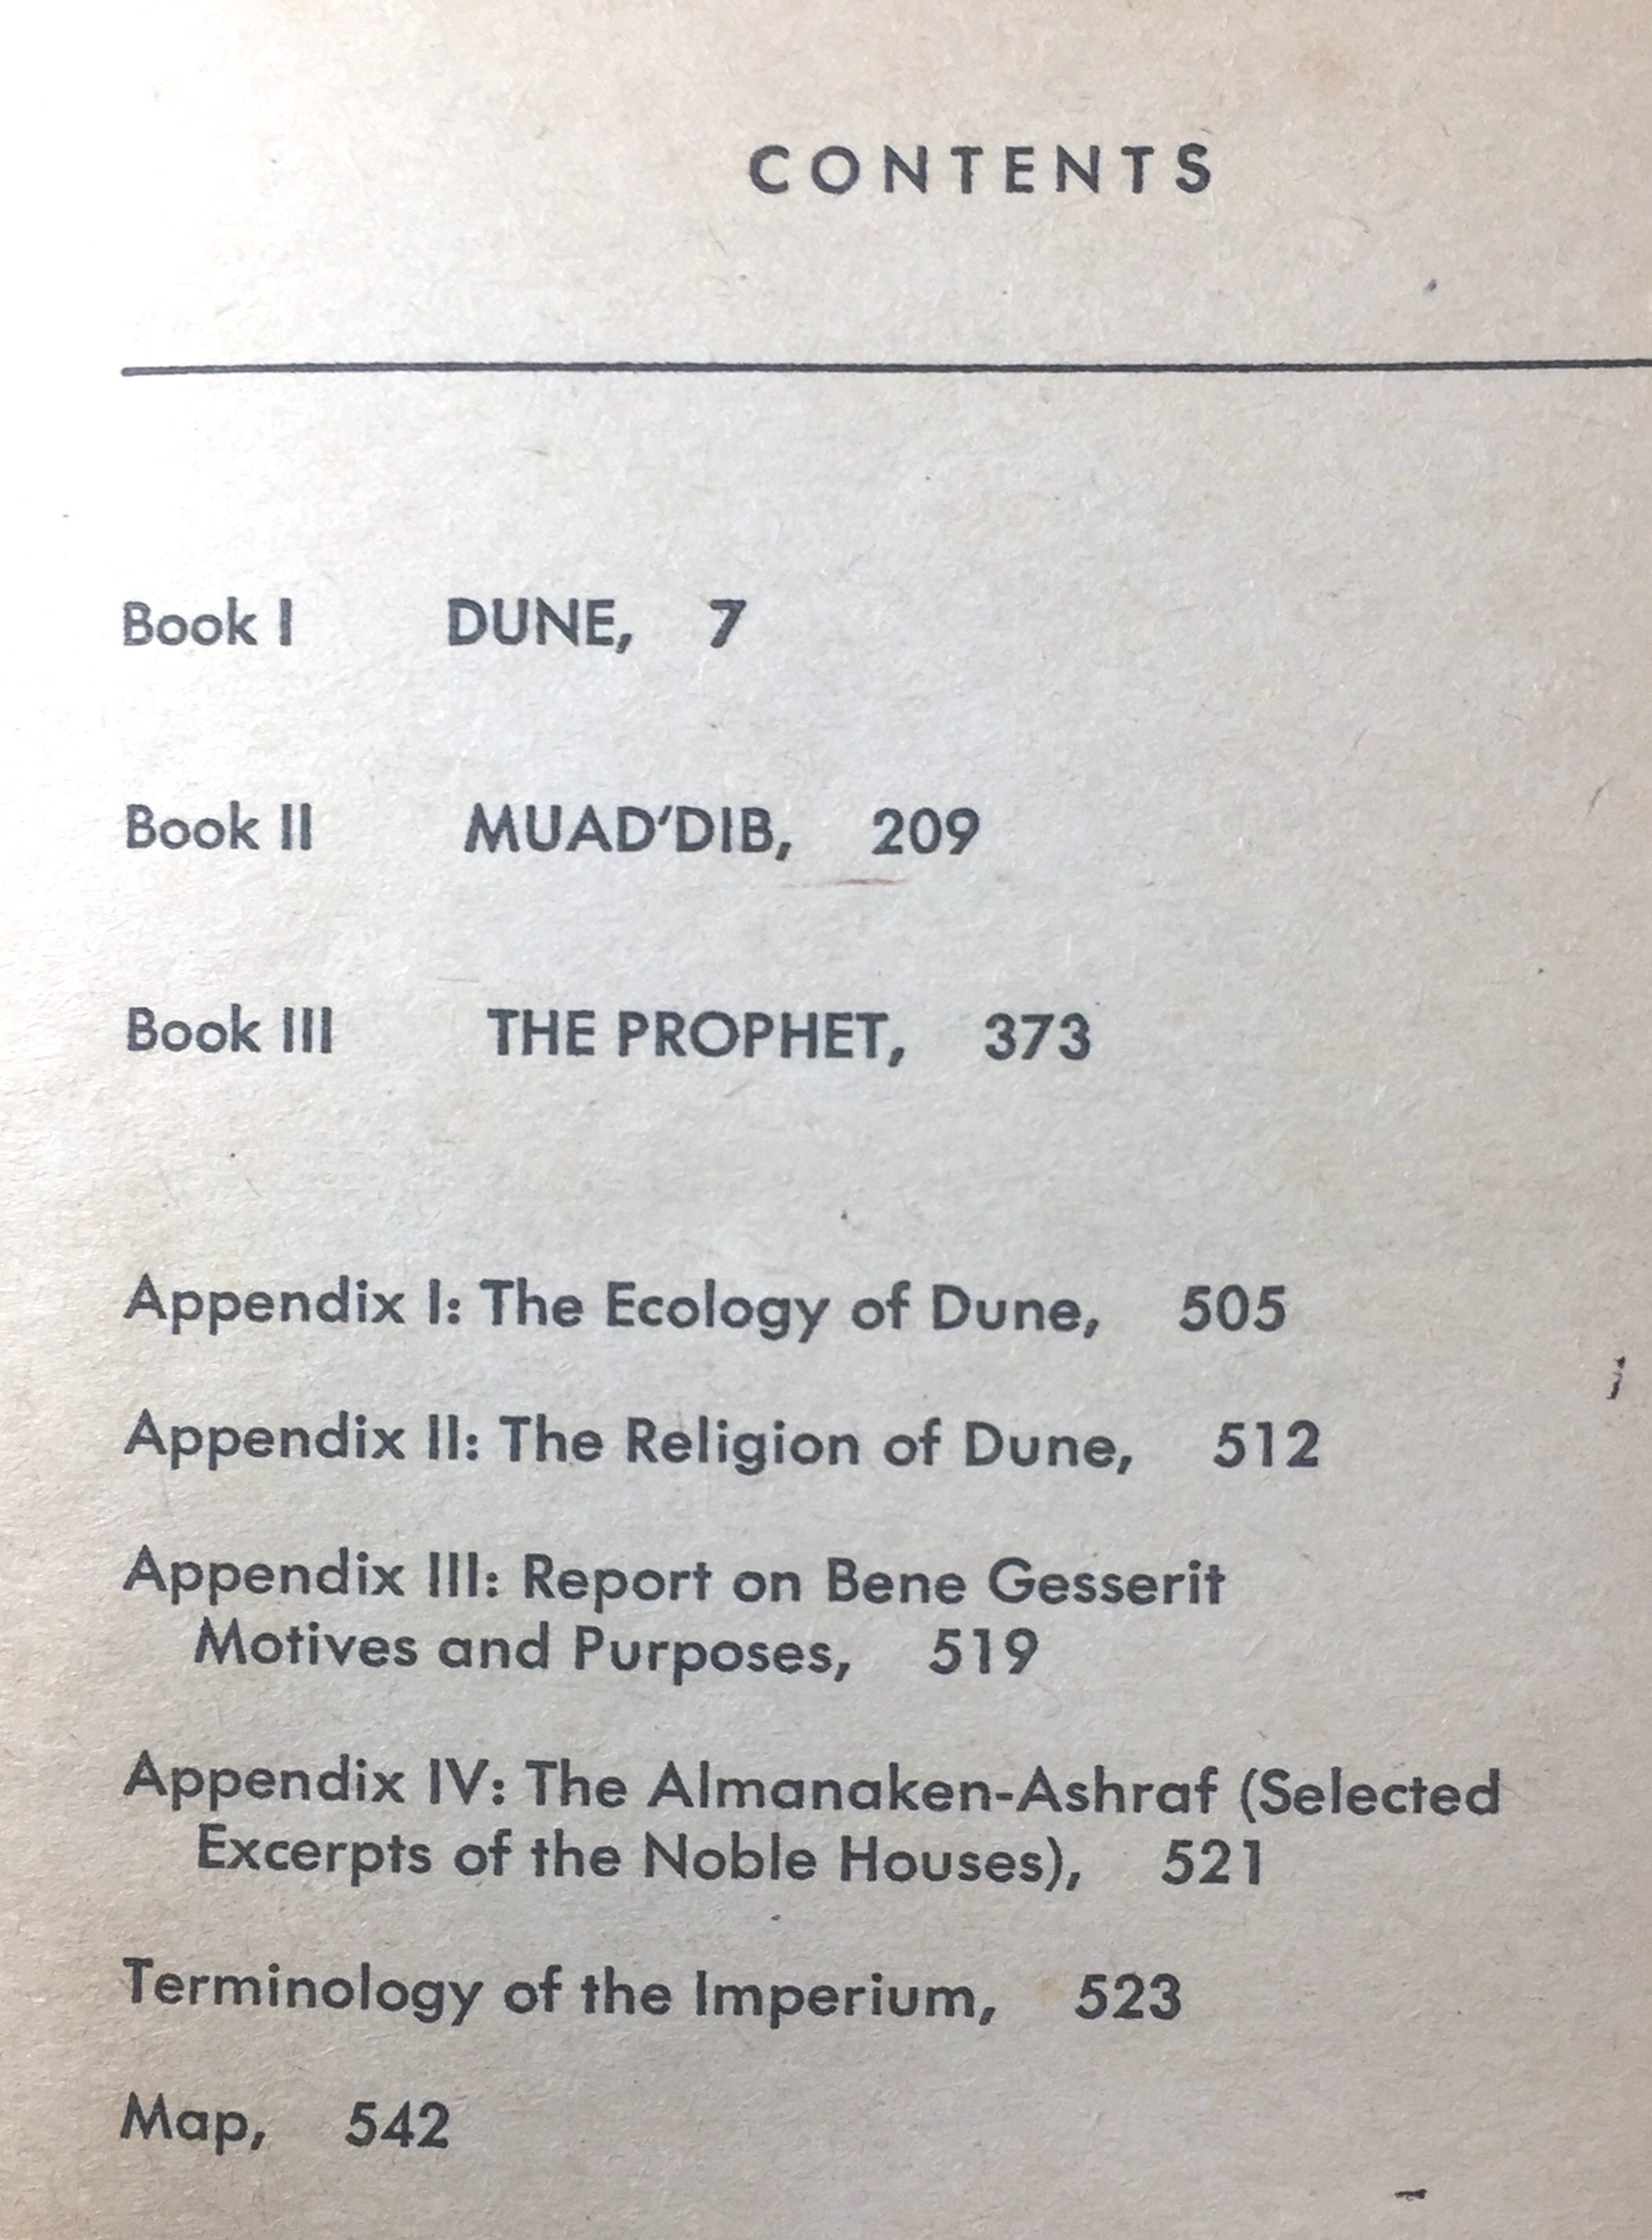 CONTENTS
Book I DUNE, 7
Book II MUAD'DIB, 209
Book III THE PROPHET, 373
Appendix I: The Ecology of Dune, 505
Appendix II: The Religion of Dune, 512
Appendix III: Report on Bene Gesserit
Motives and Purposes, 519
Appendix IV: The Almanaken-Ashraf (Selected
Excerpts of the Noble Houses), 521
Terminology of the Imperium, 523
Map, 542